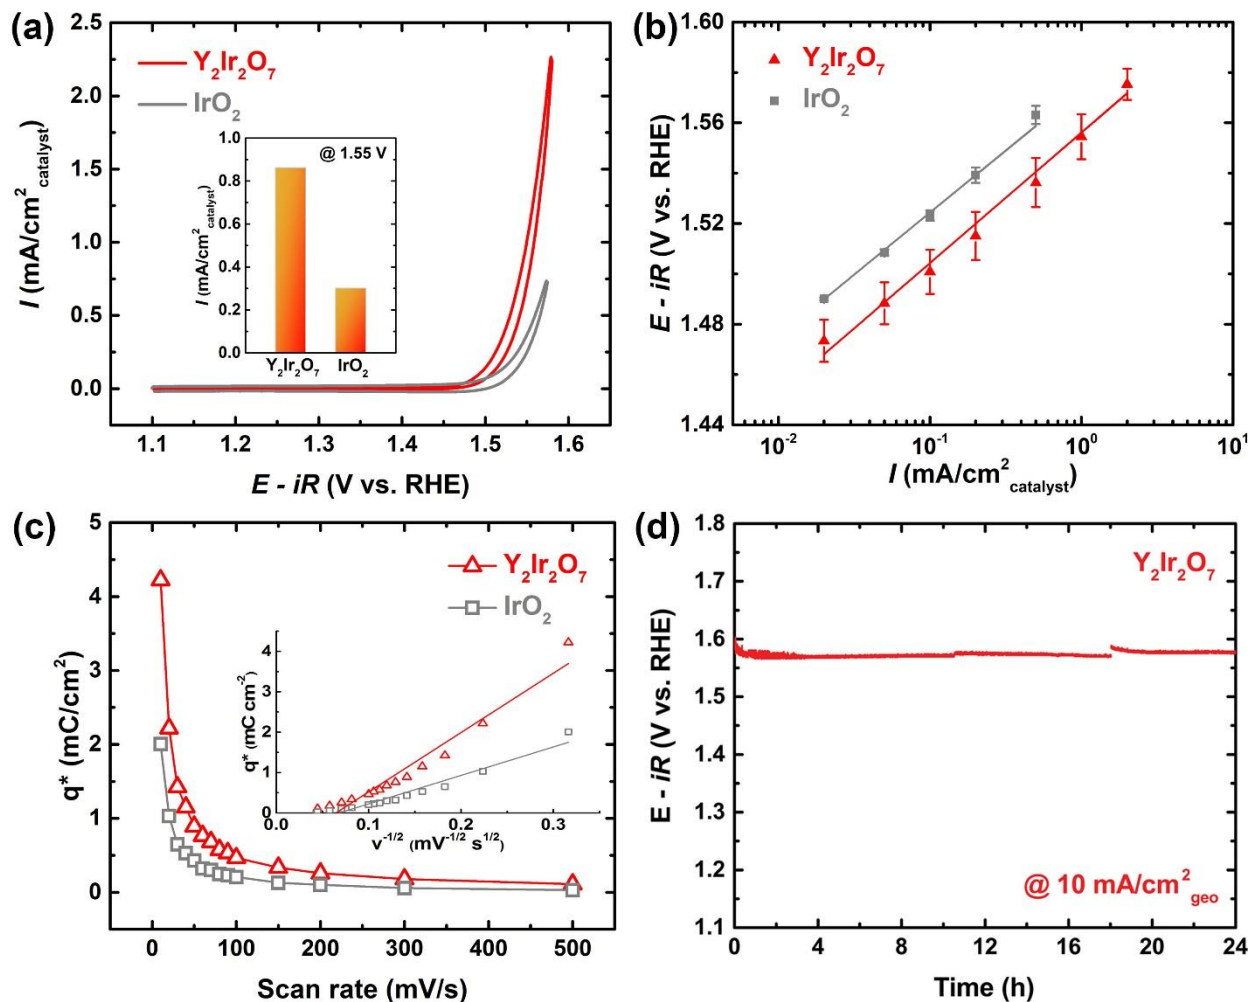 (a)
2.5
2.0
1.5
1.0
0.5
0.0
I (mA/cm²catalyst)
Y₂Ir₂O₇
IrO₂
1.0
0.8
0.6
0.4
0.2
0.0
I (mA/cm²catalyst)
@ 1.55 V
Y₂Ir₂O₇ IrO₂
1.1 1.2 1.3 1.4 1.5 1.6
E - iR (V vs. RHE)
(b)
1.60
1.56
1.52
1.48
1.44
E - iR (V vs. RHE)
Y₂Ir₂O₇
IrO₂
10⁻² 10⁻¹ 10⁰ 10¹
I (mA/cm²catalyst)
(c)
5
4
3
2
1
0
q* (mC/cm²)
Y₂Ir₂O₇
IrO₂
4
3
2
1
0
q* (mC cm⁻²)
0.0 0.1 0.2 0.3
v⁻¹/² (mV⁻¹/² s¹/²)
0 100 200 300 400 500
Scan rate (mV/s)
(d)
1.8
1.7
1.6
1.5
1.4
1.3
1.2
1.1
E - iR (V vs. RHE)
Y₂Ir₂O₇
@ 10 mA/cm²geo
0 4 8 12 16 20 24
Time (h)